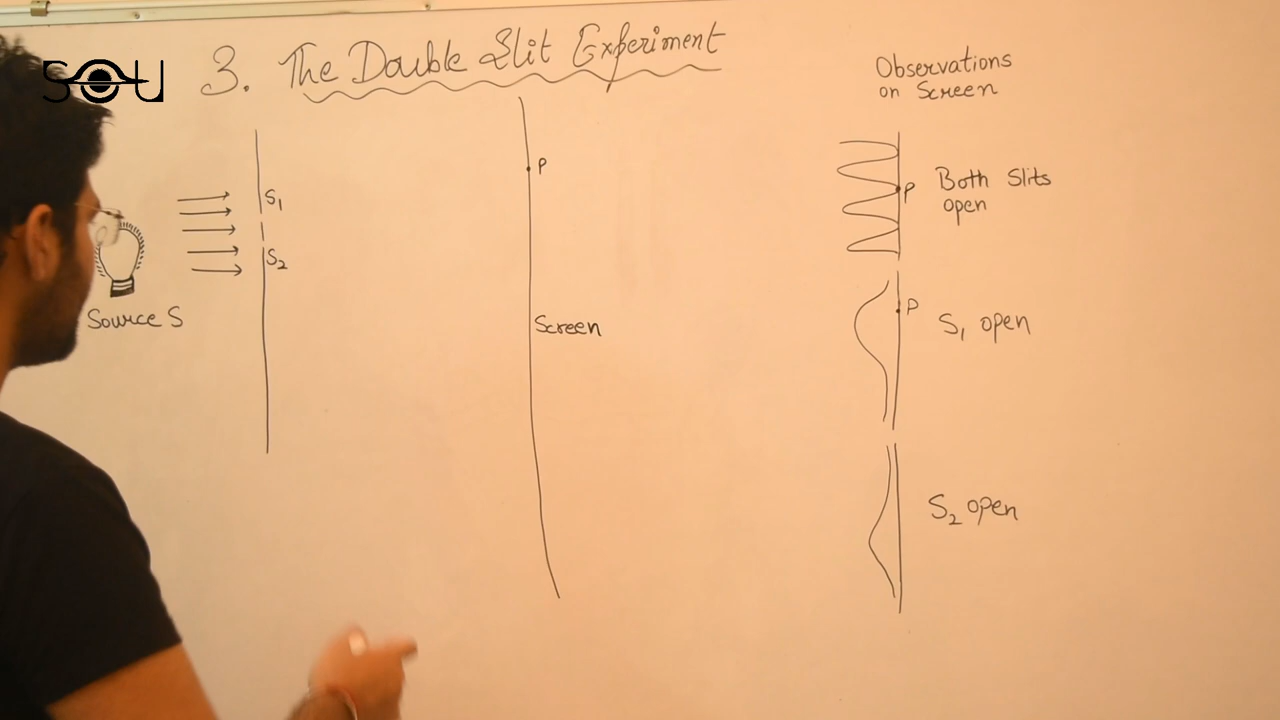 SOU
3. The Double Slit Experiment
Observations
on Screen
P
S1
S2
Source S
Screen
P
Both Slits
open
P
S1 open
S2 open